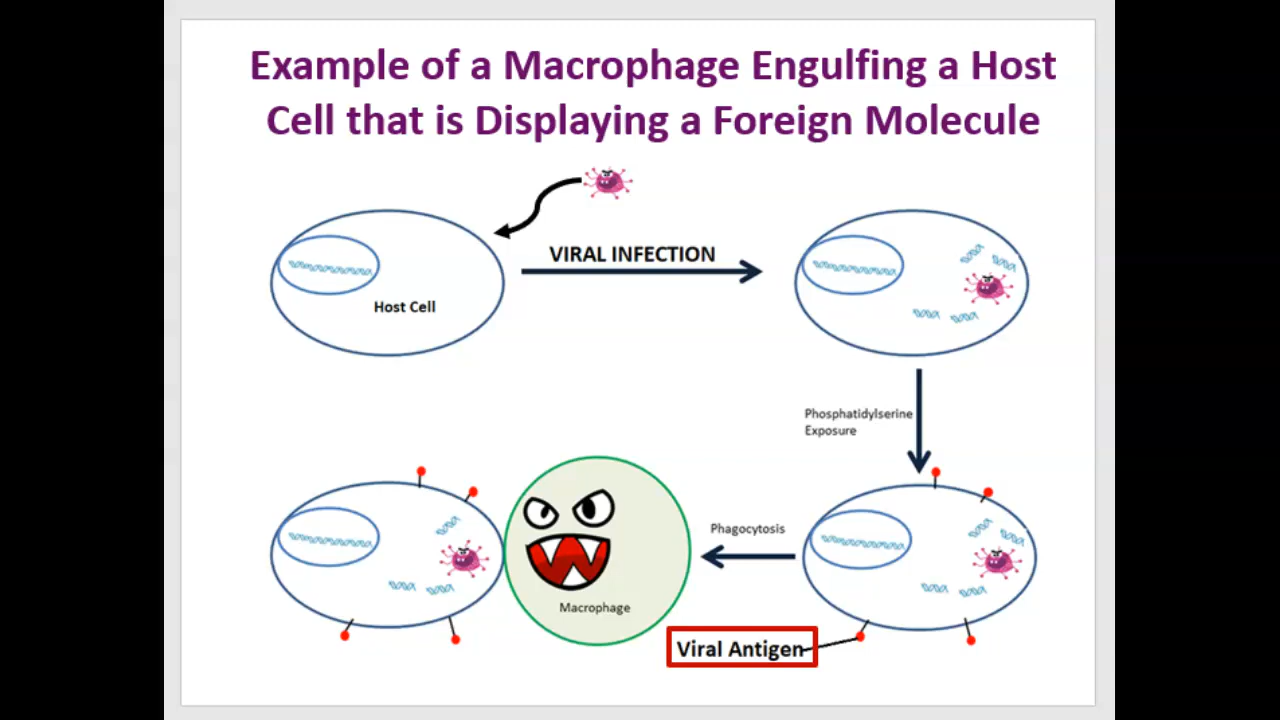 Example of a Macrophage Engulfing a Host
Cell that is Displaying a Foreign Molecule
VIRAL INFECTION
Host Cell
Phosphatidylserine
Exposure
Phagocytosis
Macrophage
Viral Antigen